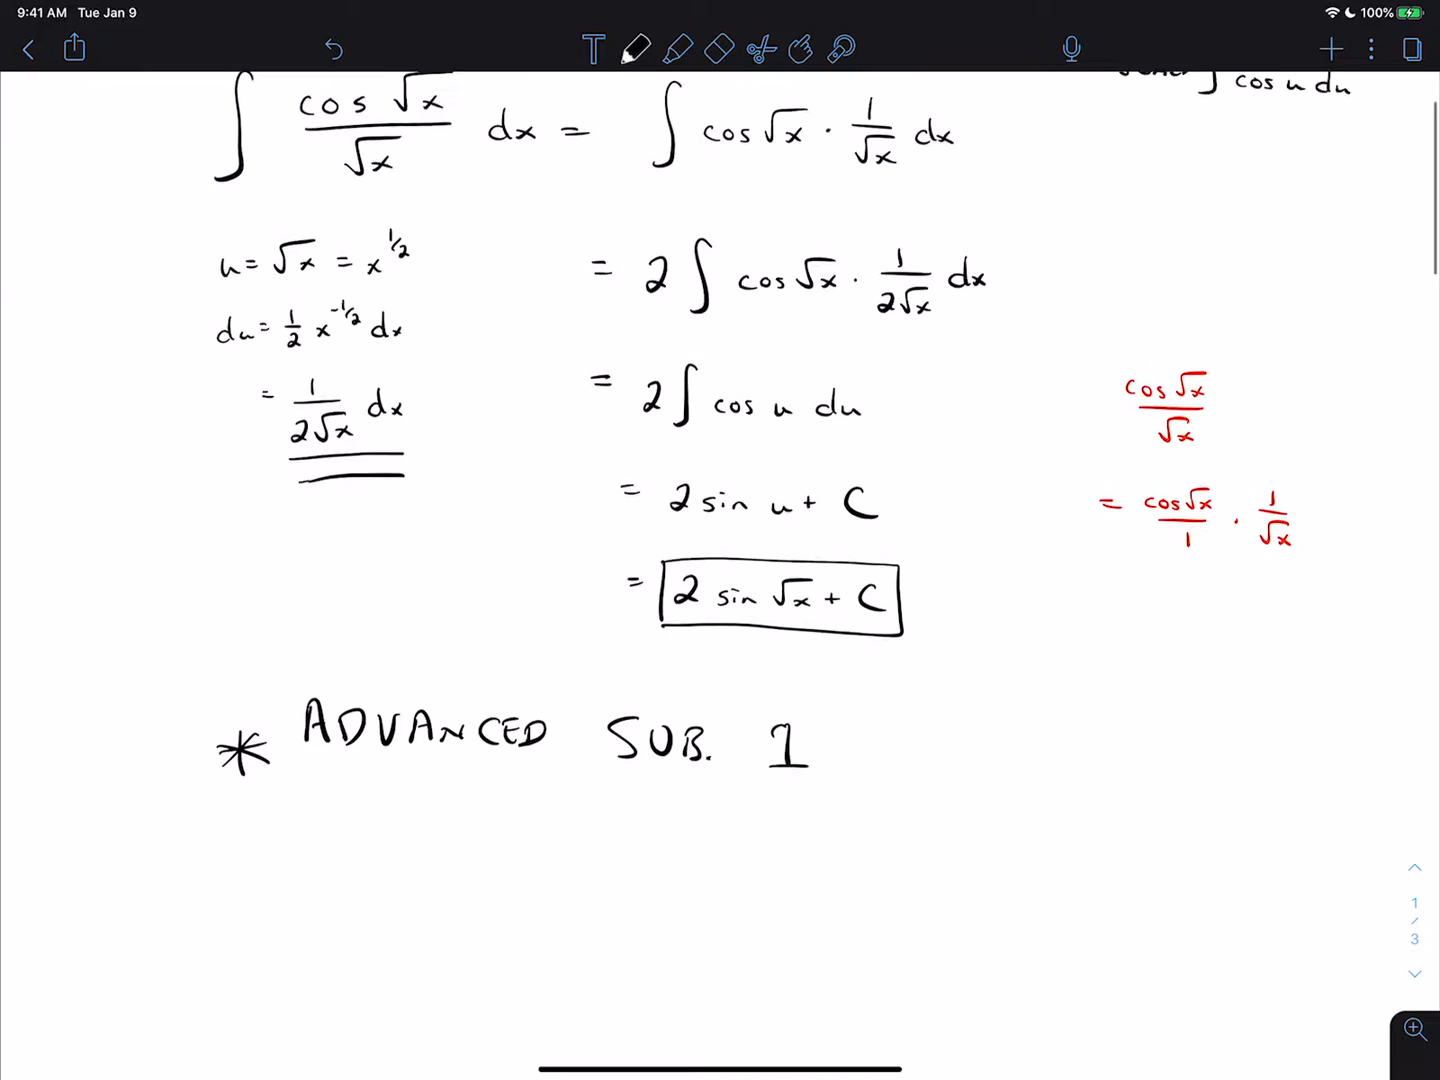 9:41 AM Tue Jan 9
100%
T
∫ cos √x / √x dx = ∫ cos √x · 1/√x dx
∫ cos u du
u = √x = x^1/2
= 2 ∫ cos √x · 1/2√x dx
du = 1/2 x^-1/2 dx
= 1/2√x dx
= 2 ∫ cos u du
cos √x / √x
= 2 sin u + C
= cos √x / 1 · 1/√x
= 2 sin √x + C
* ADVANCED SUB. 1
1
/
3